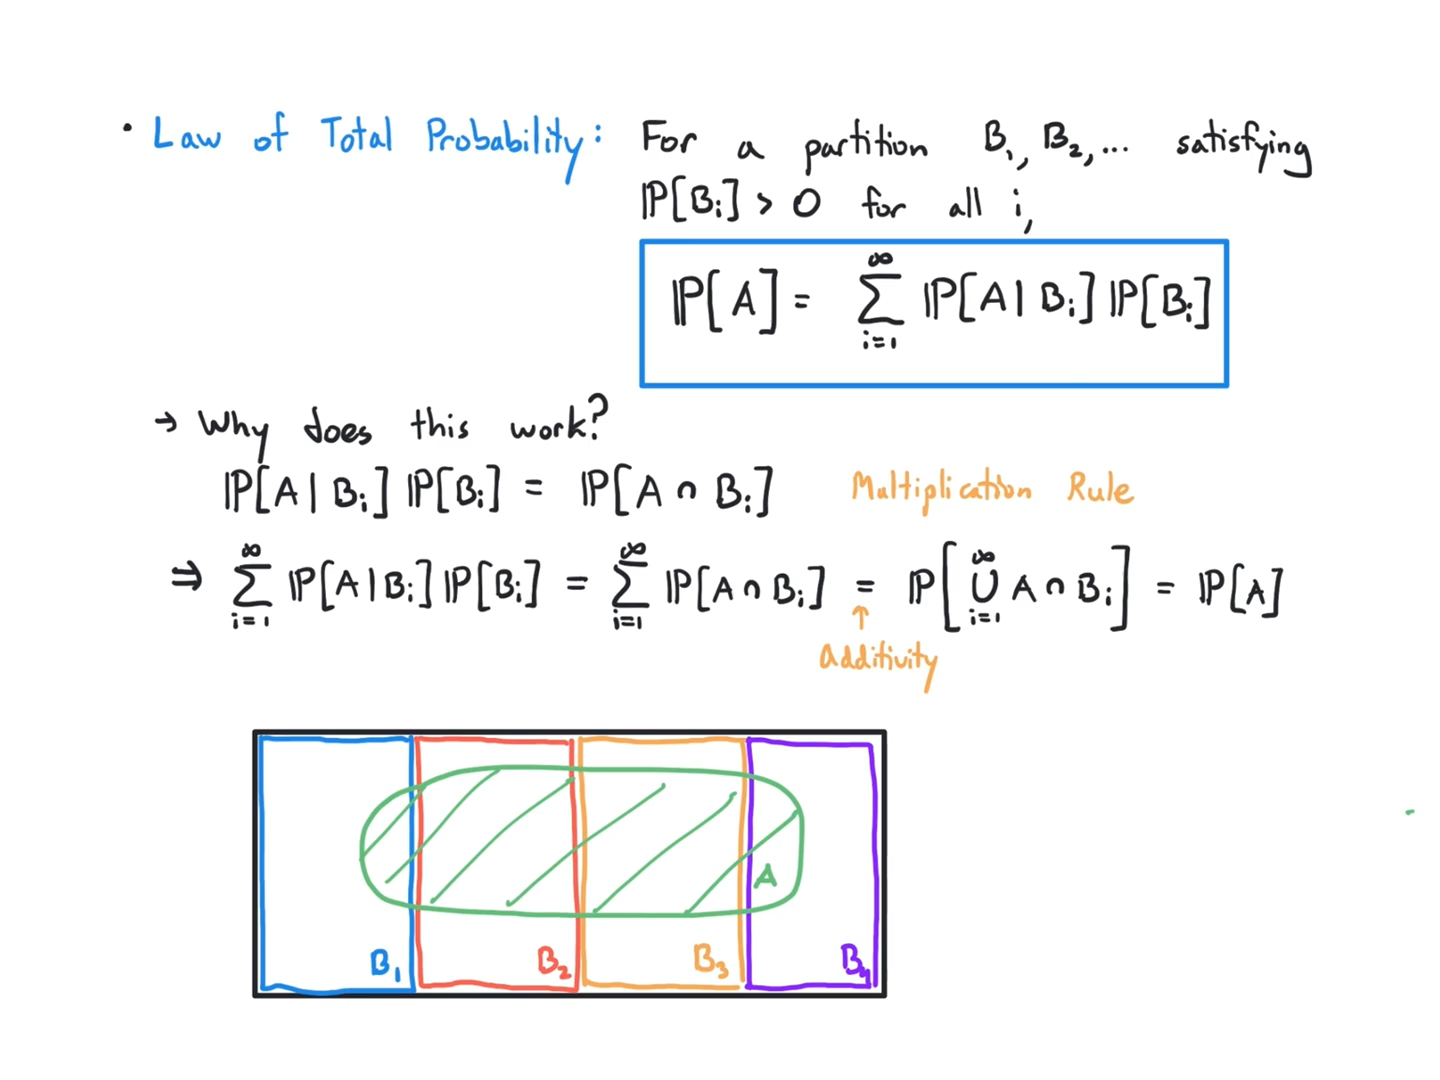 • Law of Total Probability: For a partition B₁, B₂, ... satisfying
ℙ[Bᵢ] > 0 for all i,
ℙ[A] = ∑_{i=1}^{∞} ℙ[A | Bᵢ] ℙ[Bᵢ]
→ Why does this work?
ℙ[A | Bᵢ] ℙ[Bᵢ] = ℙ[A ∩ Bᵢ] Multiplication Rule
⇒ ∑_{i=1}^{∞} ℙ[A | Bᵢ] ℙ[Bᵢ] = ∑_{i=1}^{∞} ℙ[A ∩ Bᵢ] = ℙ[⋃_{i=1}^{∞} A ∩ Bᵢ] = ℙ[A]
↑
additivity
A
B₁ B₂ B₃ B₄